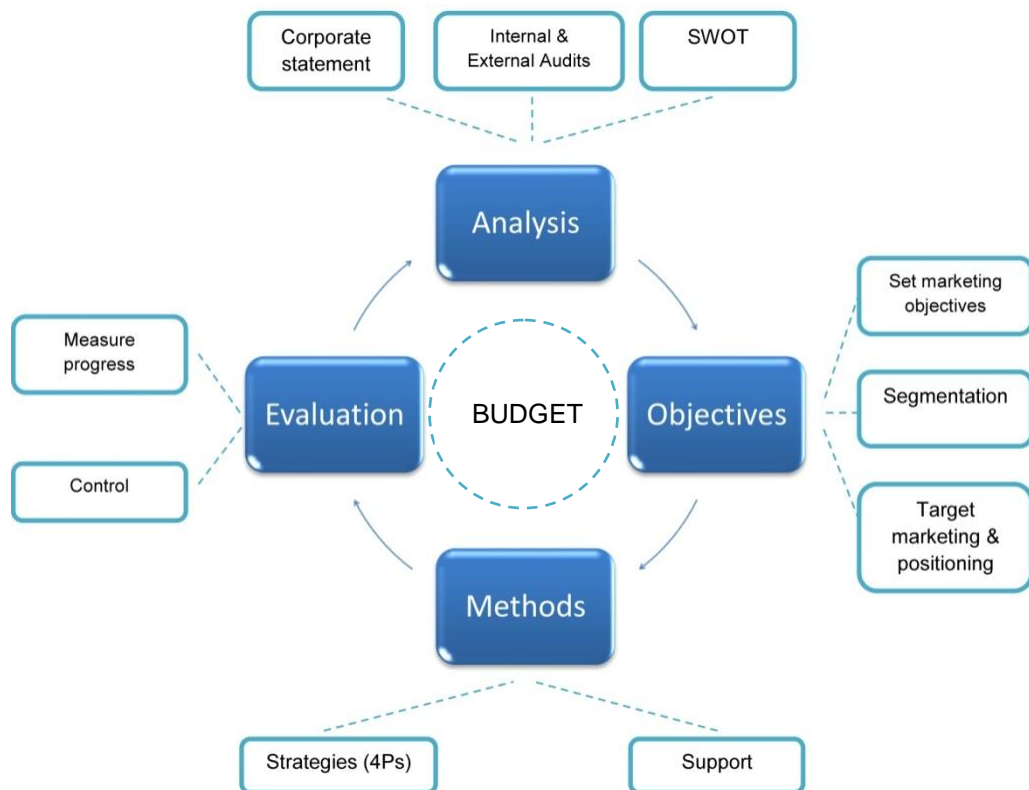 Corporate
statement
Internal &
External Audits
SWOT
Analysis
Set marketing
objectives
Measure
progress
Evaluation
BUDGET
Objectives
Segmentation
Control
Target
marketing &
positioning
Methods
Strategies (4Ps)
Support